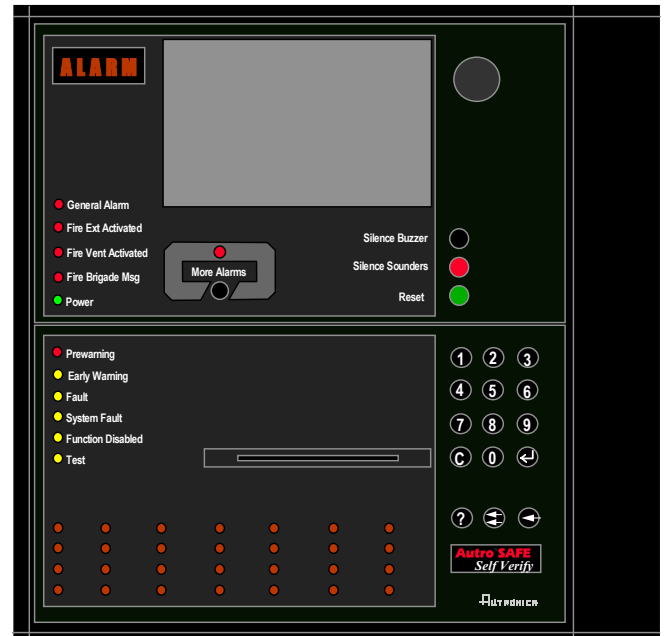 ALARM
General Alarm
Fire Ext Activated
Fire Vent Activated
Fire Brigade Msg
Power
More Alarms
Silence Buzzer
Silence Sounders
Reset
Prewarning
Early Warning
Fault
System Fault
Function Disabled
Test
1 2 3
4 5 6
7 8 9
C 0
?
Autro SAFE
Self Verify
AUTRONICA